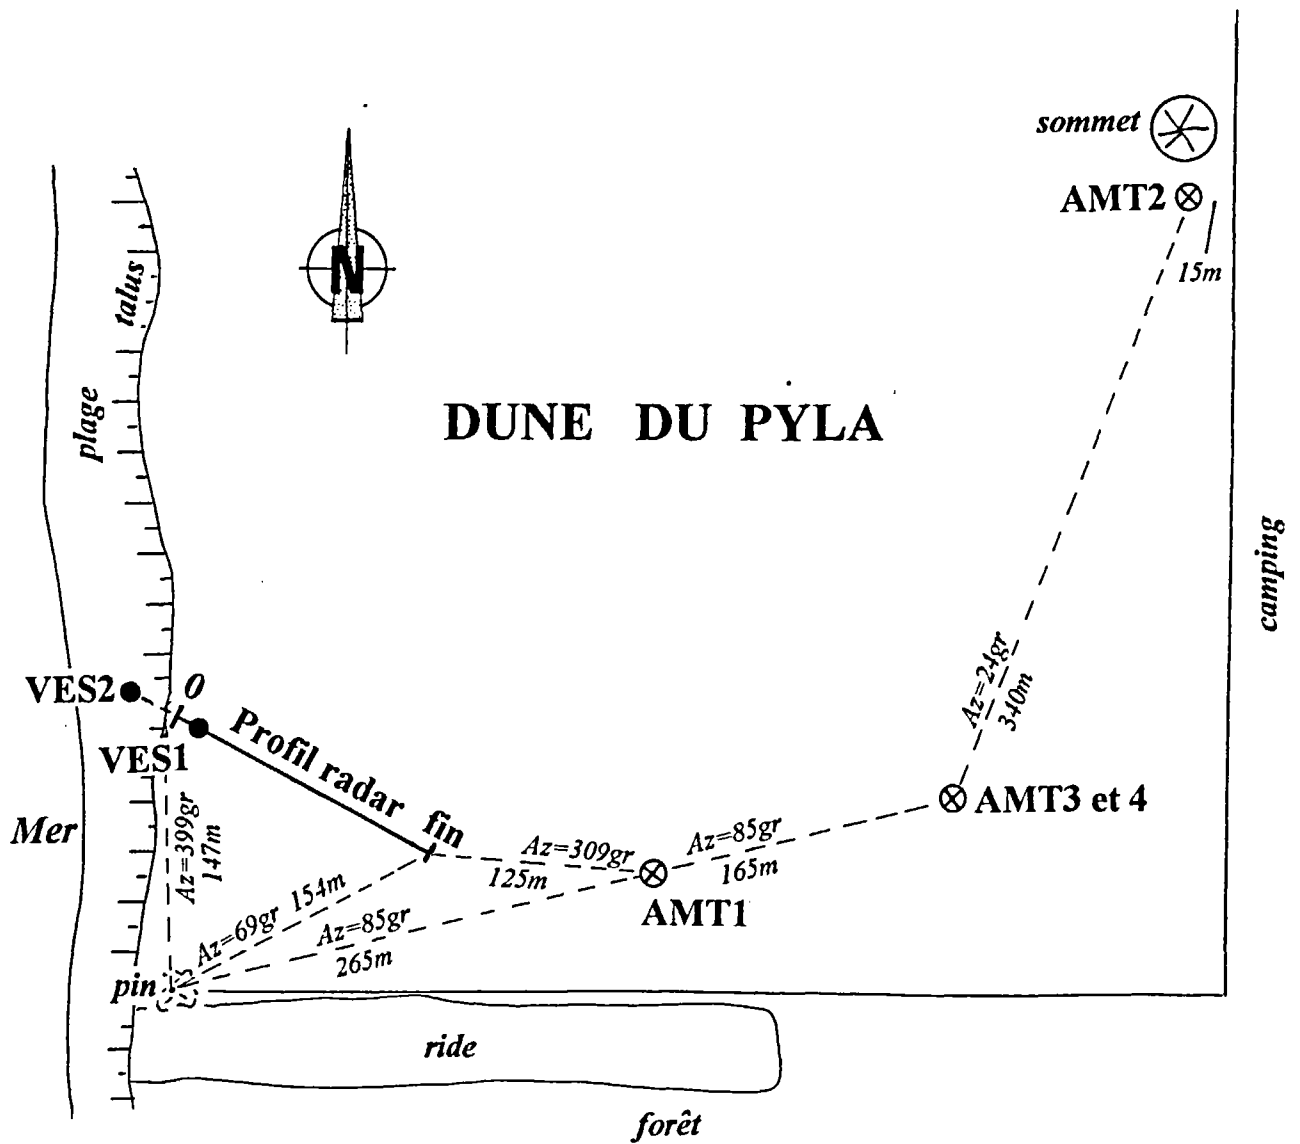 sommet
AMT2
15m
N
talus
plage
DUNE DU PYLA
camping
Az=24gr
340m
VES2
0
VES1
Profil radar
fin
AMT3 et 4
Mer
Az=399gr
147m
Az=309gr
125m
Az=85gr
165m
AMT1
Az=69gr 154m
Az=85gr
265m
pin
ride
forêt